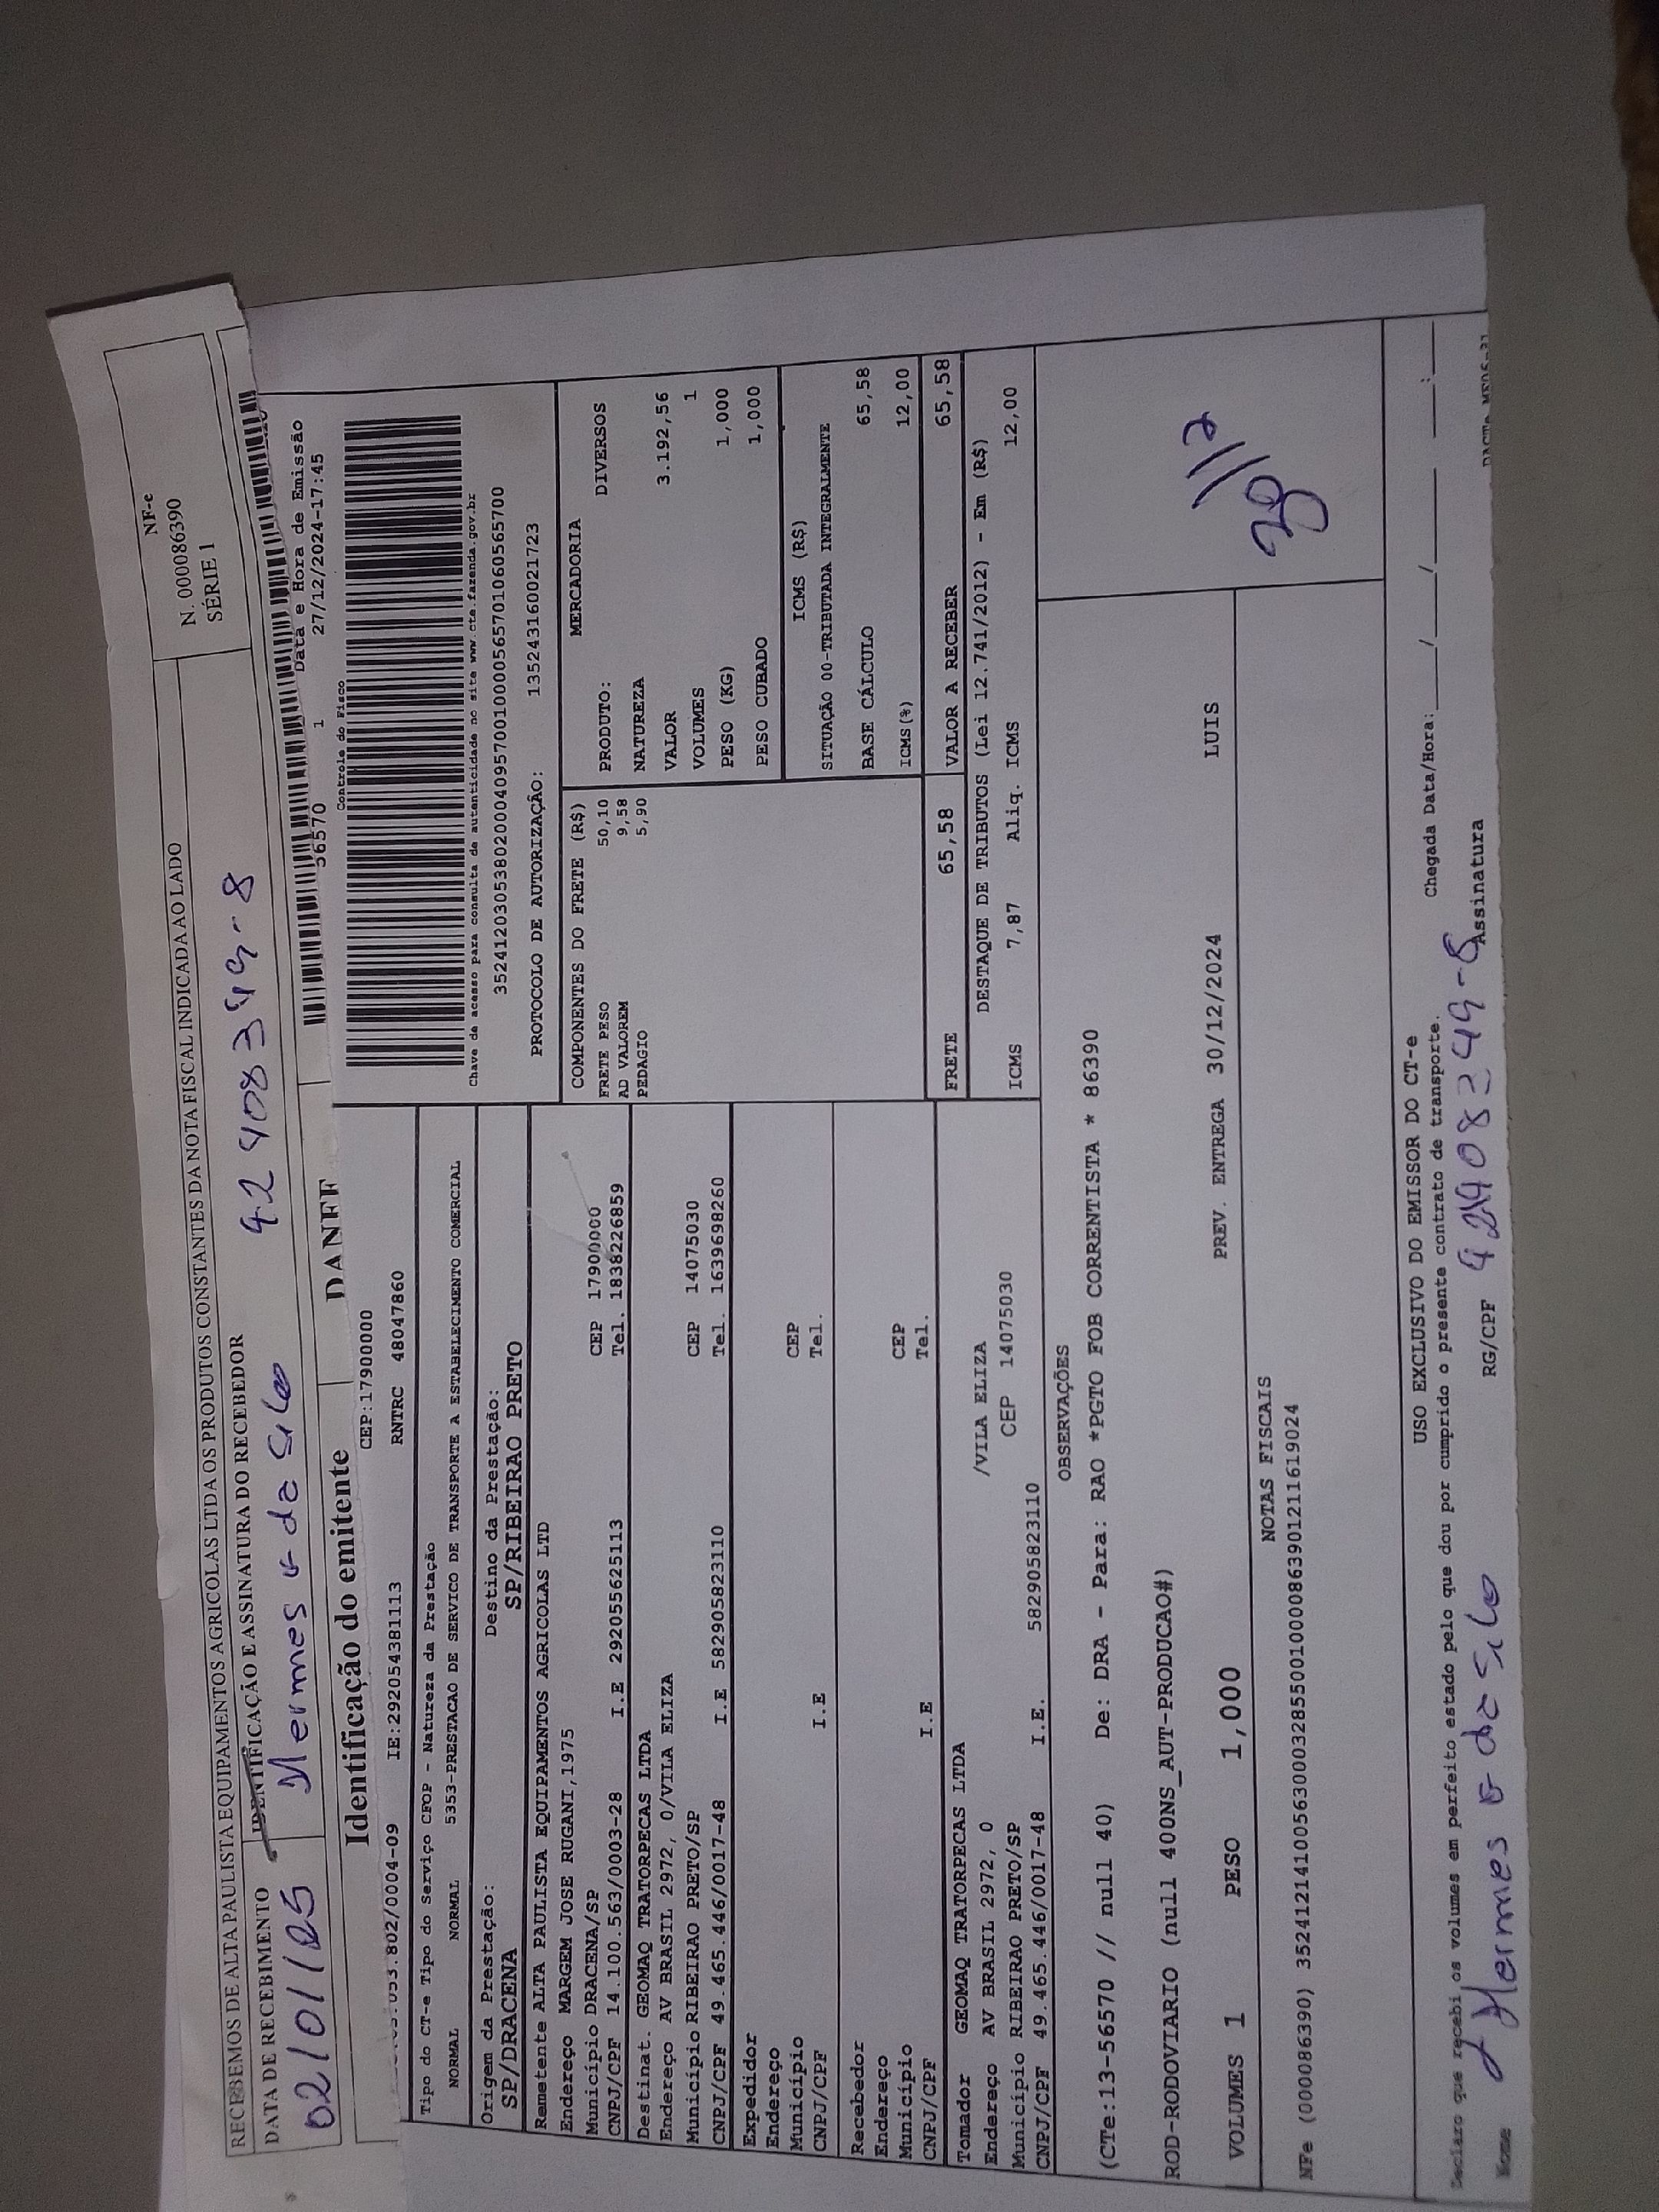 RECEBEMOS DE ALTA PAULISTA EQUIPAMENTOS AGRICOLAS LTDA OS PRODUTOS CONSTANTES DA NOTA FISCAL INDICADA AO LADO
NF-e
N. 000086390
SÉRIE 1
DATA DE RECEBIMENTO
IDENTIFICAÇÃO E ASSINATURA DO RECEBEDOR
02/01/25
Hermes da Silva
42408349-8
Identificação do emitente
DANFE
56570 1
Data e Hora de Emissão
27/12/2024-17:45
CEP:17900000
Controle do Fisco
.053.802/0004-09 IE:292054381113 RNTRC 48047860
Chave de acesso para consulta de autenticidade no site www.cte.fazenda.gov.br
35241203053802000409570010000565701060565700
PROTOCOLO DE AUTORIZAÇÃO: 135243160021723
Tipo do CT-e Tipo do Serviço CFOP - Natureza da Prestação
NORMAL NORMAL 5353-PRESTACAO DE SERVICO DE TRANSPORTE A ESTABELECIMENTO COMERCIAL
Origem da Prestação: Destino da Prestação:
SP/DRACENA SP/RIBEIRAO PRETO
Remetente ALTA PAULISTA EQUIPAMENTOS AGRICOLAS LTD
Endereço MARGEM JOSE RUGANI,1975
Município DRACENA/SP CEP 17900000
CNPJ/CPF 14.100.563/0003-28 I.E 292055625113 Tel. 1838226859
Destinat. GEOMAQ TRATORPECAS LTDA
Endereço AV BRASIL 2972, 0/VILA ELIZA
Município RIBEIRAO PRETO/SP CEP 14075030
CNPJ/CPF 49.465.446/0017-48 I.E 582905823110 Tel. 1639698260
Expedidor
Endereço
Município CEP
CNPJ/CPF I.E Tel.
Recebedor
Endereço
Município CEP
CNPJ/CPF I.E Tel.
Tomador GEOMAQ TRATORPECAS LTDA
Endereço AV BRASIL 2972, 0 /VILA ELIZA
Município RIBEIRAO PRETO/SP CEP 14075030
CNPJ/CPF 49.465.446/0017-48 I.E. 582905823110
COMPONENTES DO FRETE (R$)
FRETE PESO 50,10
AD VALOREM 9,58
PEDAGIO 5,90
MERCADORIA
PRODUTO: DIVERSOS
NATUREZA
VALOR 3.192,56
VOLUMES 1
PESO (KG) 1,000
PESO CUBADO 1,000
ICMS (R$)
SITUAÇÃO 00-TRIBUTADA INTEGRALMENTE
BASE CÁLCULO 65,58
ICMS(%) 12,00
FRETE 65,58 VALOR A RECEBER 65,58
DESTAQUE DE TRIBUTOS (Lei 12.741/2012) - Em (R$)
ICMS 7,87 Aliq. ICMS 12,00
OBSERVAÇÕES
(CTe:13-56570 // null 40) De: DRA - Para: RAO *PGTO FOB CORRENTISTA * 86390
ROD-RODOVIARIO (null 400NS_AUT-PRODUCAO#)
VOLUMES 1 PESO 1,000 PREV. ENTREGA 30/12/2024 LUIS
NOTAS FISCAIS
NFe (000086390) 35241214100563000328550010000863901211619024
USO EXCLUSIVO DO EMISSOR DO CT-e
Declaro que recebi os volumes em perfeito estado pelo que dou por cumprido o presente contrato de transporte.
Chegada Data/Hora: ___/___/___ ___:___
Nome Hermes da Silva RG/CPF 42408349-8 Assinatura